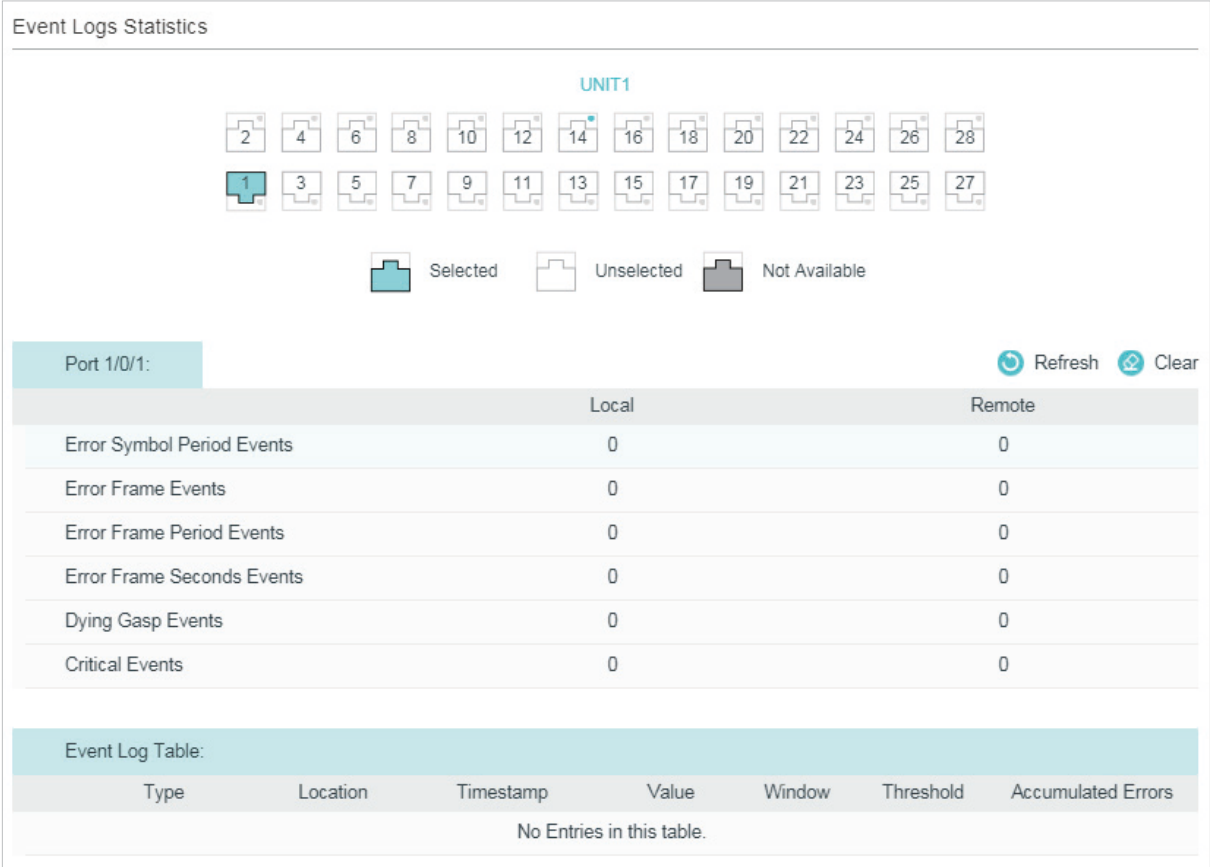 Event Logs Statistics
UNIT1
2 4 6 8 10 12 14 16 18 20 22 24 26 28
1 3 5 7 9 11 13 15 17 19 21 23 25 27
Selected Unselected Not Available
Port 1/0/1: Refresh Clear
Local Remote
Error Symbol Period Events 0 0
Error Frame Events 0 0
Error Frame Period Events 0 0
Error Frame Seconds Events 0 0
Dying Gasp Events 0 0
Critical Events 0 0
Event Log Table:
Type Location Timestamp Value Window Threshold Accumulated Errors
No Entries in this table.